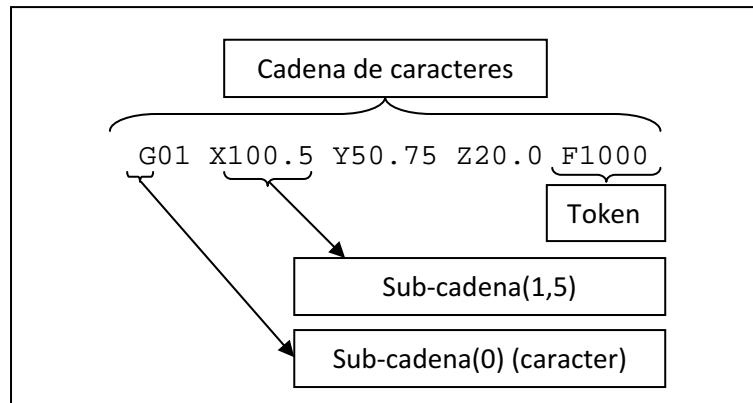 Cadena de caracteres
G01 X100.5 Y50.75 Z20.0 F1000
Token
Sub-cadena(1,5)
Sub-cadena(0) (caracter)